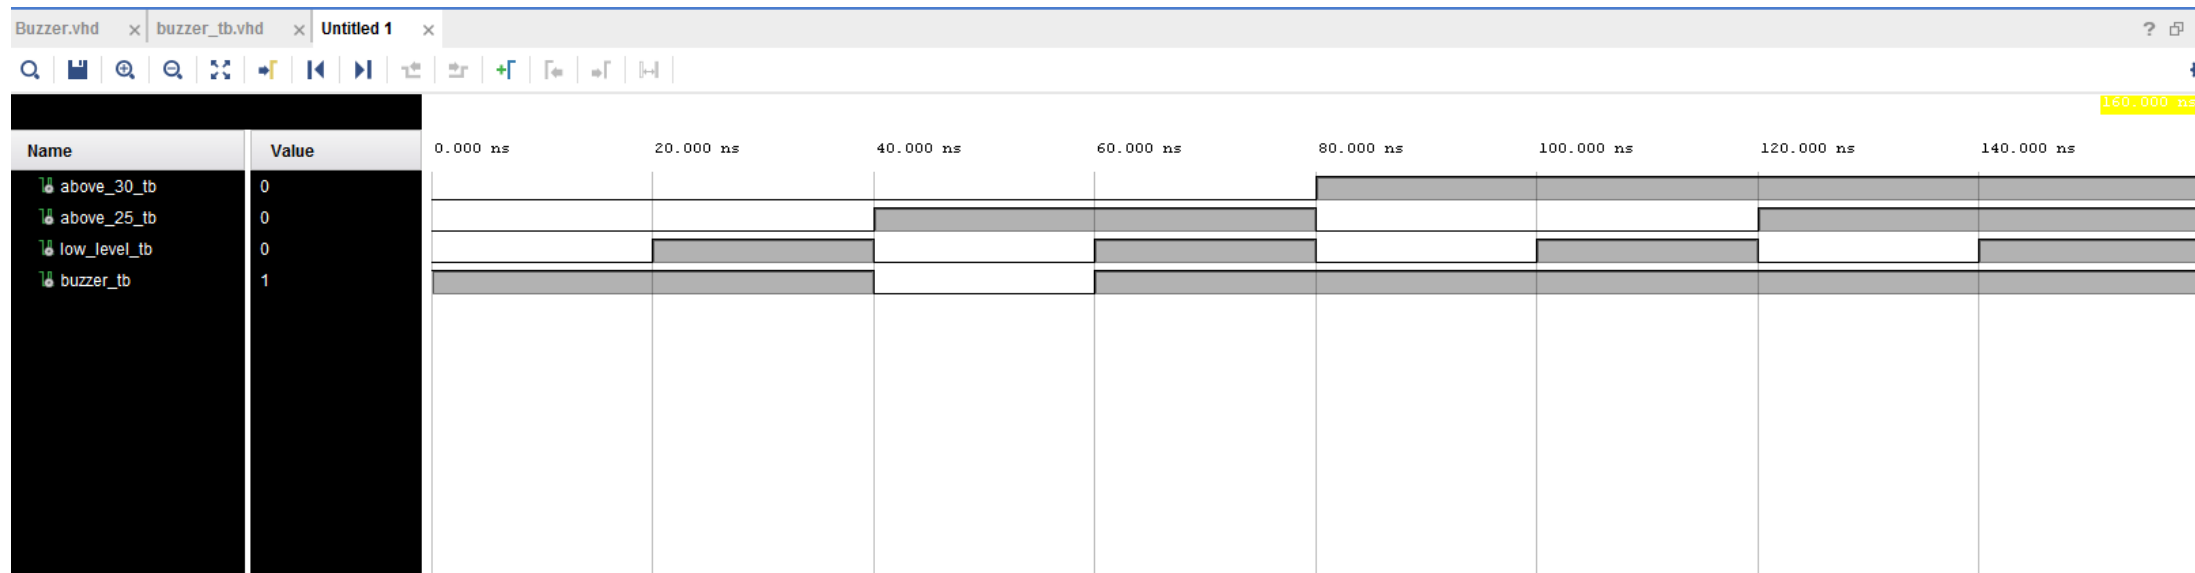 Buzzer.vhd × buzzer_tb.vhd × Untitled 1 × ?
160.000 ns
Name Value 0.000 ns 20.000 ns 40.000 ns 60.000 ns 80.000 ns 100.000 ns 120.000 ns 140.000 ns
above_30_tb 0
above_25_tb 0
low_level_tb 0
buzzer_tb 1